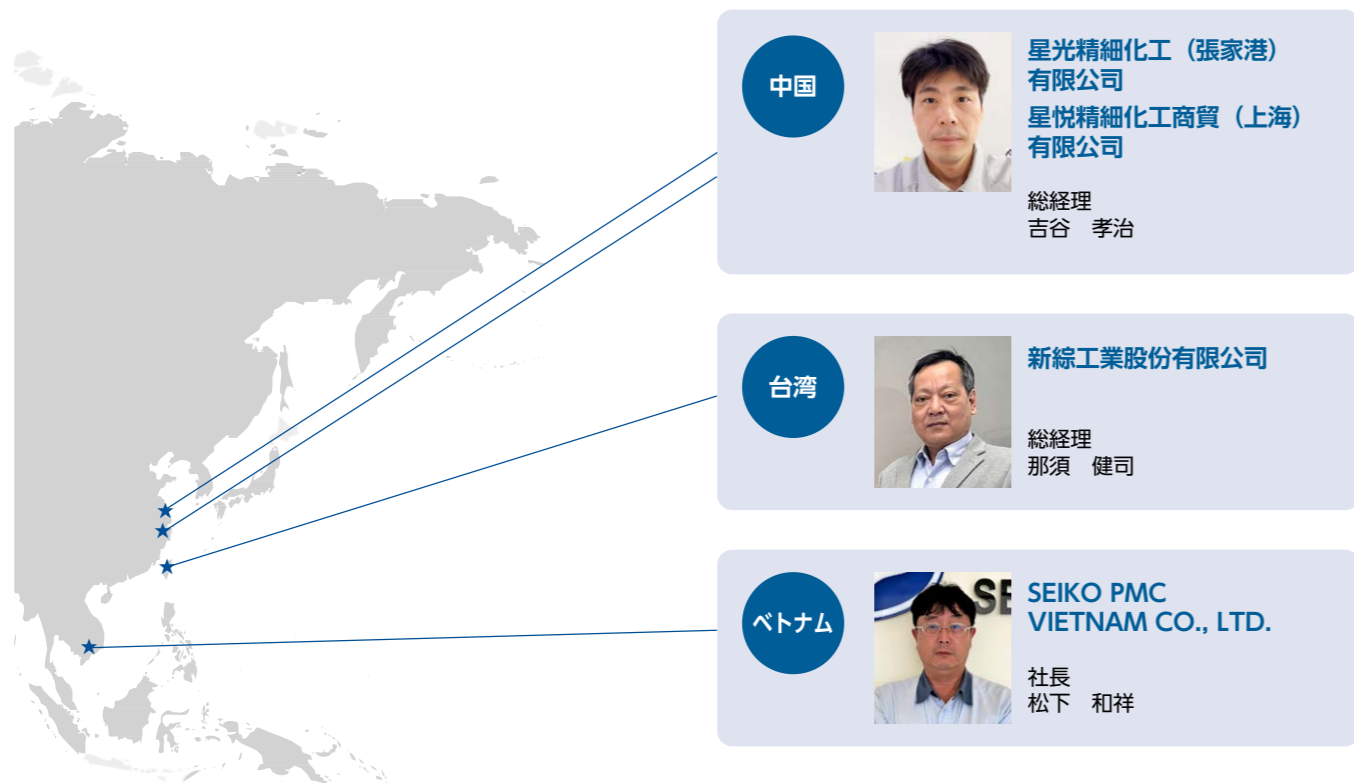 中国
星光精細化工（張家港）
有限公司
星悦精細化工商貿（上海）
有限公司
総経理
吉谷　孝治
台湾
新綜工業股份有限公司
総経理
那須　健司
ベトナム
SE
SEIKO PMC
VIETNAM CO., LTD.
社長
松下　和祥